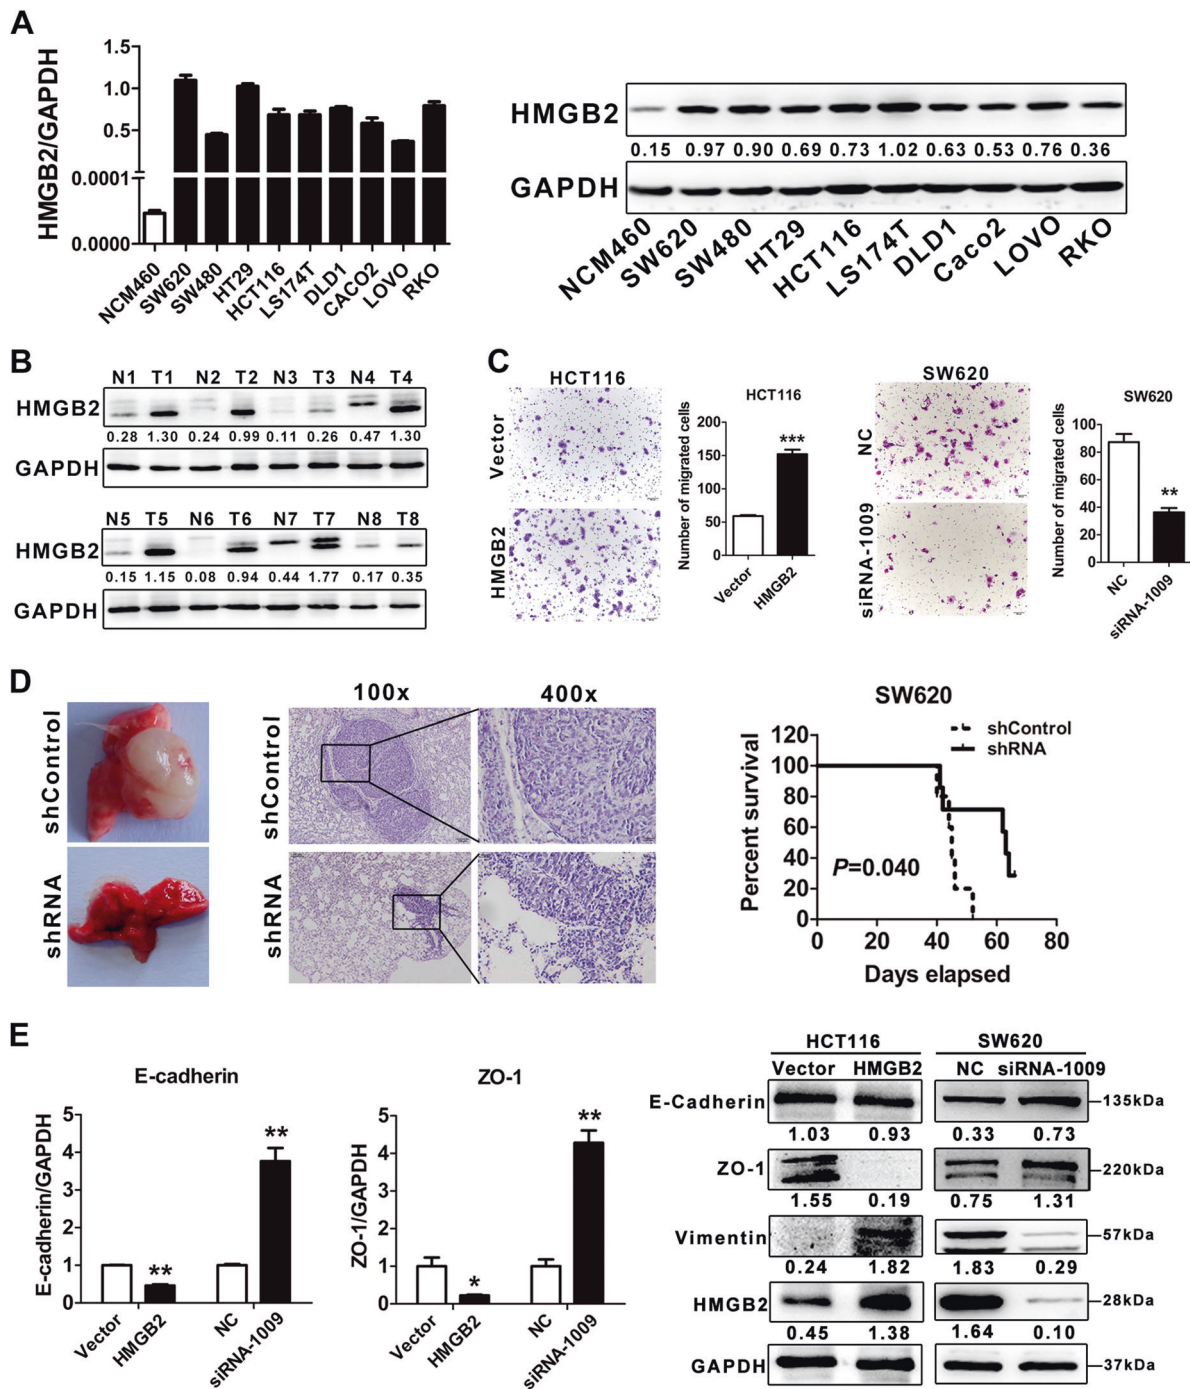 A
HMGB2/GAPDH
1.5
1.0
0.5
0.0001
0.0000
NCM460
SW620
SW480
HT29
HCT116
LS174T
DLD1
CACO2
LOVO
RKO
HMGB2
0.15 0.97 0.90 0.69 0.73 1.02 0.63 0.53 0.76 0.36
GAPDH
NCM460
SW620
SW480
HT29
HCT116
LS174T
DLD1
Caco2
LOVO
RKO
B
N1 T1 N2 T2 N3 T3 N4 T4
HMGB2
0.28 1.30 0.24 0.99 0.11 0.26 0.47 1.30
GAPDH
N5 T5 N6 T6 N7 T7 N8 T8
HMGB2
0.15 1.15 0.08 0.94 0.44 1.77 0.17 0.35
GAPDH
C
HCT116
Vector
HMGB2
HCT116
Number of migrated cells
200
150
100
50
0
***
Vector
HMGB2
SW620
NC
siRNA-1009
SW620
Number of migrated cells
100
80
60
40
20
0
**
NC
siRNA-1009
D
shControl
shRNA
100x
400x
shControl
shRNA
SW620
shControl
shRNA
Percent survival
120
100
80
60
40
20
0
P=0.040
0 20 40 60 80
Days elapsed
E
E-cadherin
E-cadherin/GAPDH
5
4
3
2
1
0
**
**
Vector
HMGB2
NC
siRNA-1009
ZO-1
ZO-1/GAPDH
5
4
3
2
1
0
*
**
Vector
HMGB2
NC
siRNA-1009
HCT116 SW620
Vector HMGB2 NC siRNA-1009
E-Cadherin 135kDa
1.03 0.93 0.33 0.73
ZO-1 220kDa
1.55 0.19 0.75 1.31
Vimentin 57kDa
0.24 1.82 1.83 0.29
HMGB2 28kDa
0.45 1.38 1.64 0.10
GAPDH 37kDa